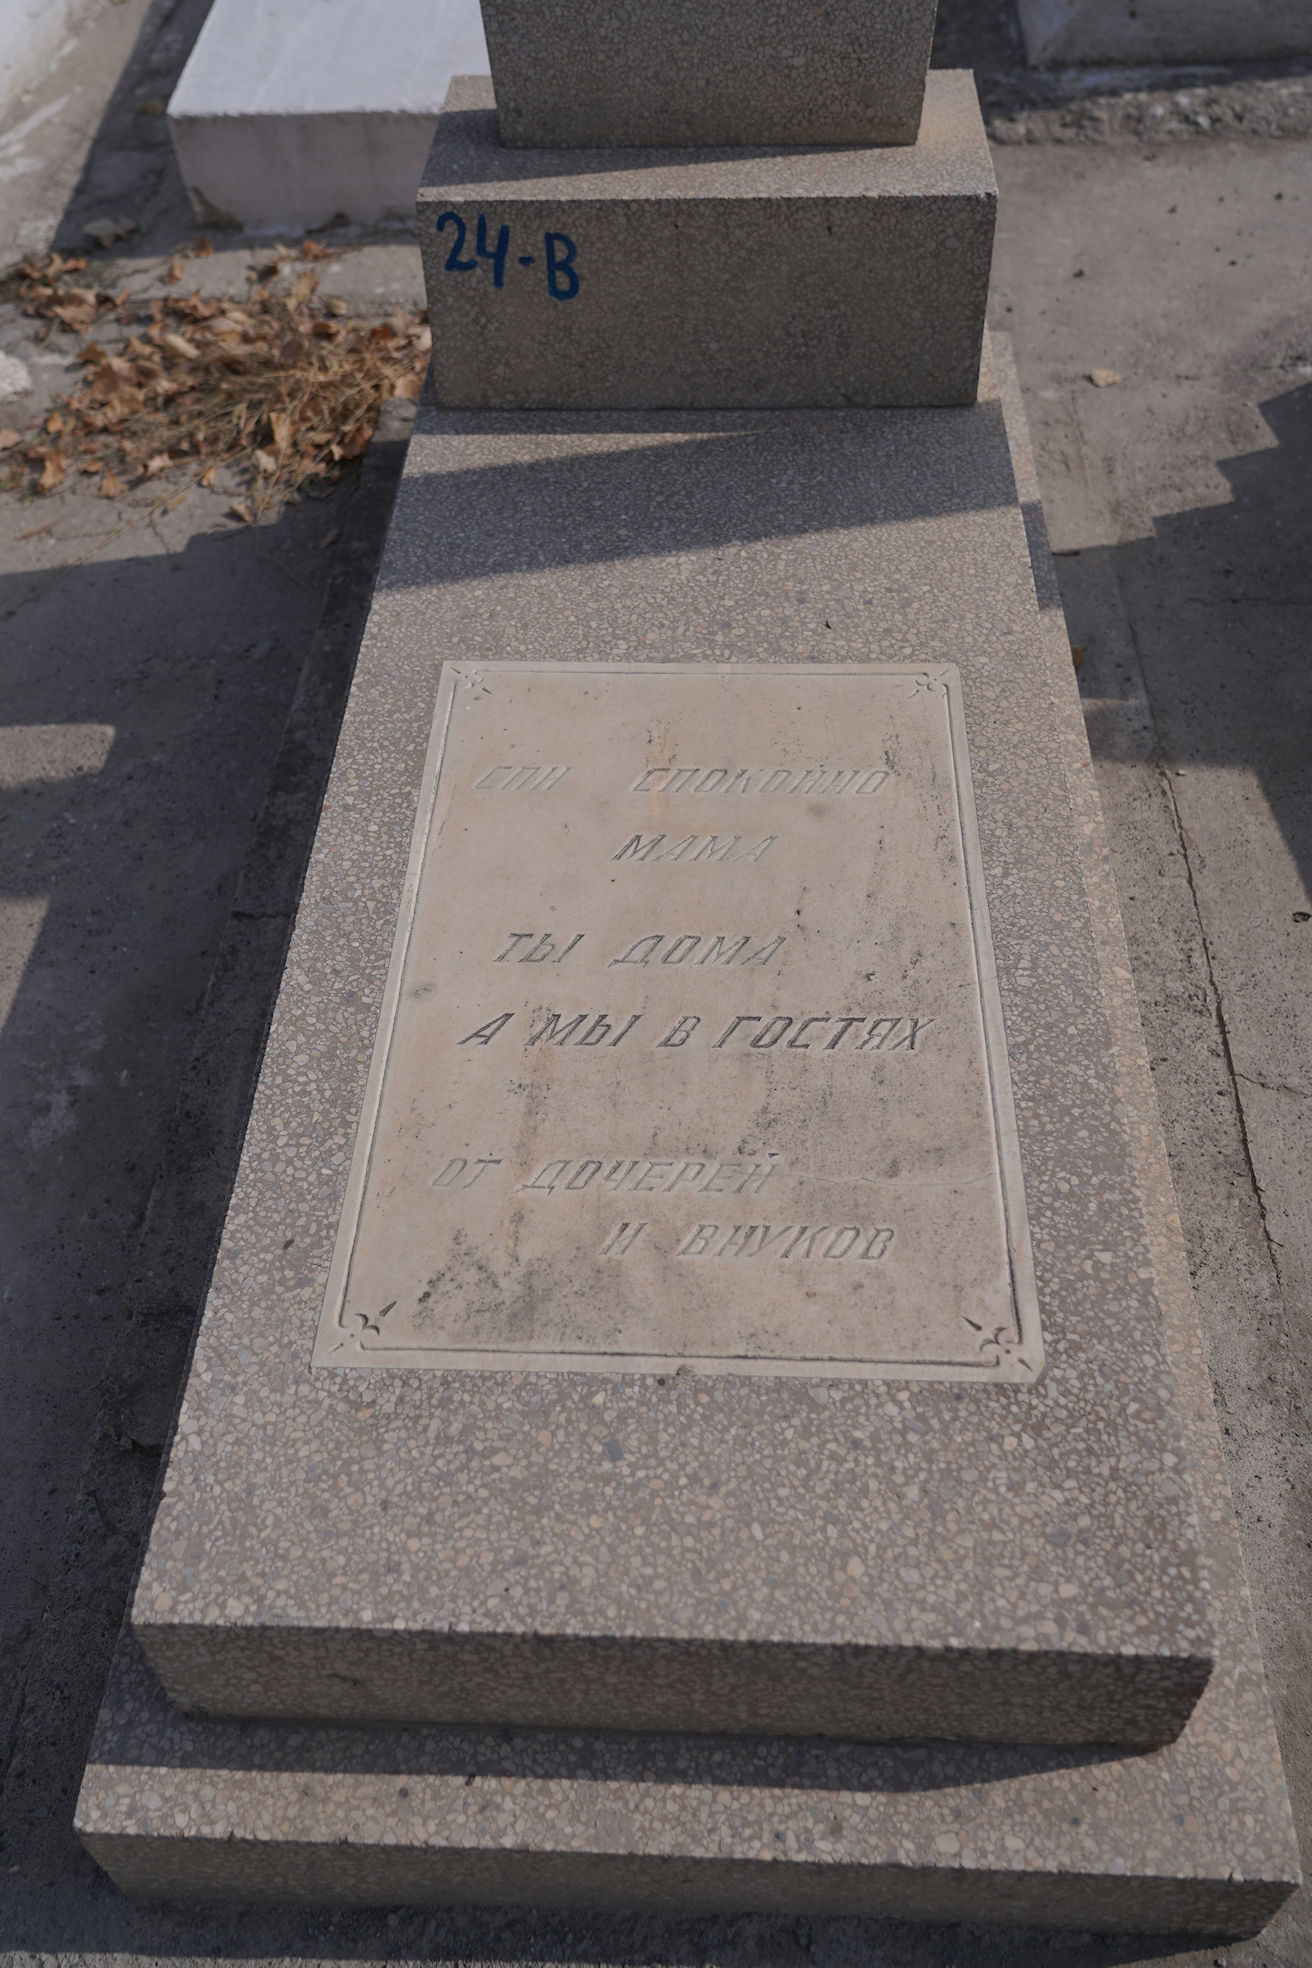 24-В
СПИ СПОКОЙНО
МАМА
ТЫ ДОМА
А МЫ В ГОСТЯХ
ОТ ДОЧЕРЕЙ
И ВНУКОВ